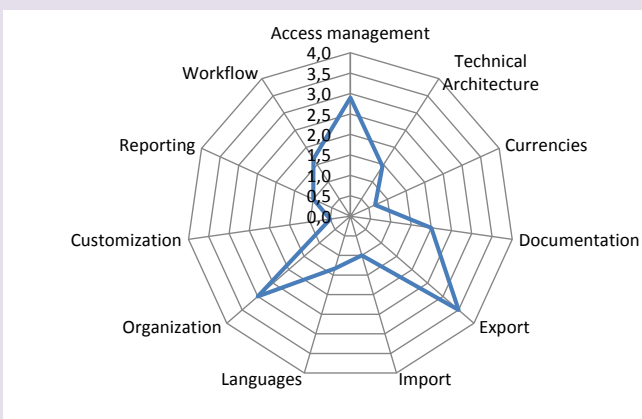 Access management
4,0
3,5
3,0
2,5
2,0
1,5
1,0
0,5
0,0
Technical
Architecture
Currencies
Documentation
Export
Import
Languages
Organization
Customization
Reporting
Workflow